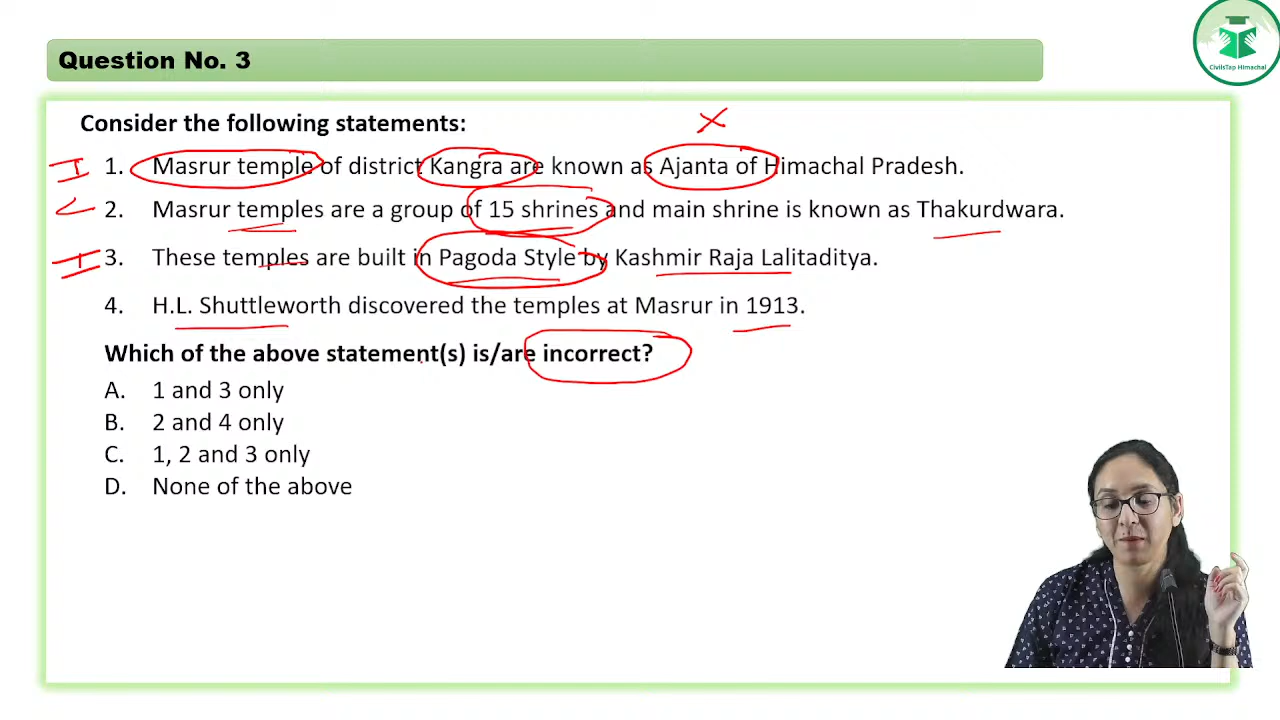 CivilsTap Himachal
Question No. 3
Consider the following statements:
1. Masrur temple of district Kangra are known as Ajanta of Himachal Pradesh.
2. Masrur temples are a group of 15 shrines and main shrine is known as Thakurdwara.
3. These temples are built in Pagoda Style by Kashmir Raja Lalitaditya.
4. H.L. Shuttleworth discovered the temples at Masrur in 1913.
Which of the above statement(s) is/are incorrect?
A. 1 and 3 only
B. 2 and 4 only
C. 1, 2 and 3 only
D. None of the above